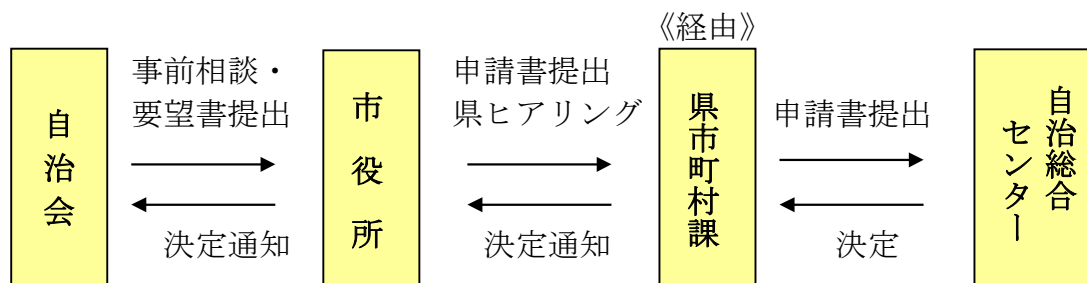 自治会
事前相談・
要望書提出
決定通知
市役所
申請書提出
県ヒアリング
決定通知
《経由》
県市町村課
申請書提出
決定
自治総合
センター